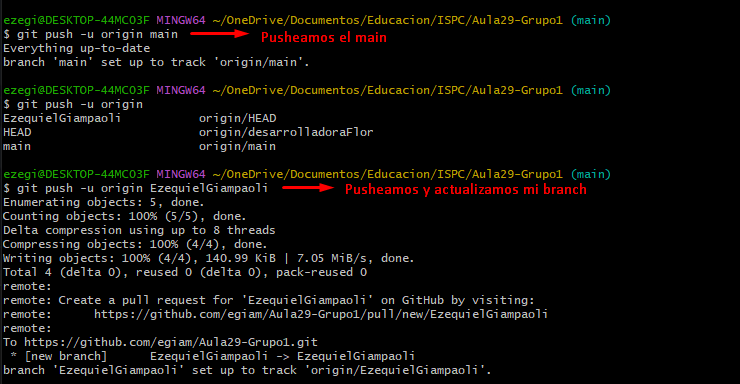 ezegi@DESKTOP-44MC03F MINGW64 ~/OneDrive/Documentos/Educacion/ISPC/Aula29-Grupo1 (main)
$ git push -u origin main Pusheamos el main
Everything up-to-date
branch 'main' set up to track 'origin/main'.
ezegi@DESKTOP-44MC03F MINGW64 ~/OneDrive/Documentos/Educacion/ISPC/Aula29-Grupo1 (main)
$ git push -u origin
EzequielGiampaoli origin/HEAD
HEAD origin/desarrolladoraFlor
main origin/main
ezegi@DESKTOP-44MC03F MINGW64 ~/OneDrive/Documentos/Educacion/ISPC/Aula29-Grupo1 (main)
$ git push -u origin EzequielGiampaoli Pusheamos y actualizamos mi branch
Enumerating objects: 5, done.
Counting objects: 100% (5/5), done.
Delta compression using up to 8 threads
Compressing objects: 100% (4/4), done.
Writing objects: 100% (4/4), 140.99 KiB | 7.05 MiB/s, done.
Total 4 (delta 0), reused 0 (delta 0), pack-reused 0
remote:
remote: Create a pull request for 'EzequielGiampaoli' on GitHub by visiting:
remote: https://github.com/egiam/Aula29-Grupo1/pull/new/EzequielGiampaoli
remote:
To https://github.com/egiam/Aula29-Grupo1.git
* [new branch] EzequielGiampaoli -> EzequielGiampaoli
branch 'EzequielGiampaoli' set up to track 'origin/EzequielGiampaoli'.